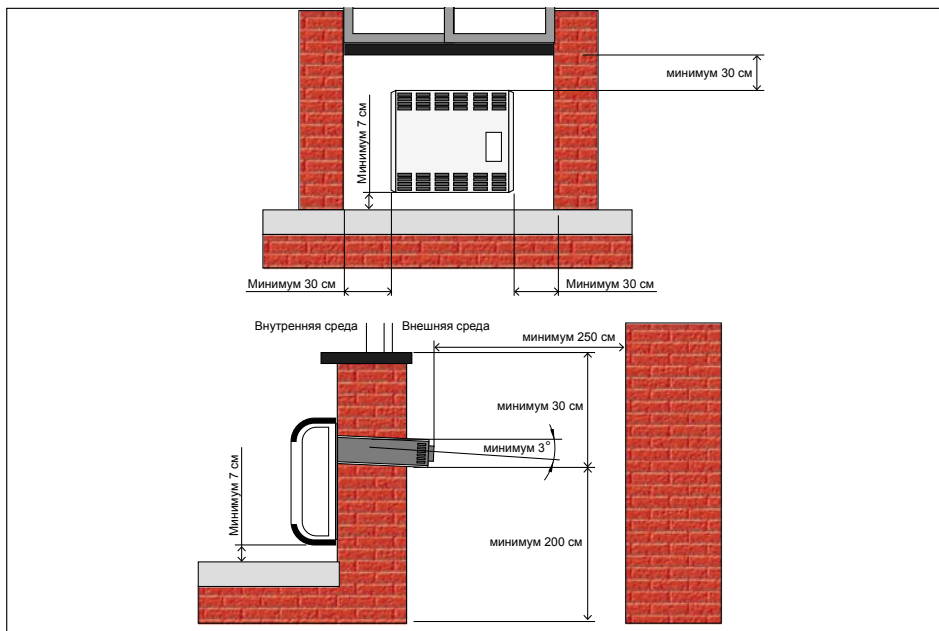 минимум 30 см
Минимум 7 см
Минимум 30 см
Минимум 30 см
Внутренняя среда
Внешняя среда
минимум 250 см
минимум 30 см
минимум 3°
Минимум 7 см
минимум 200 см